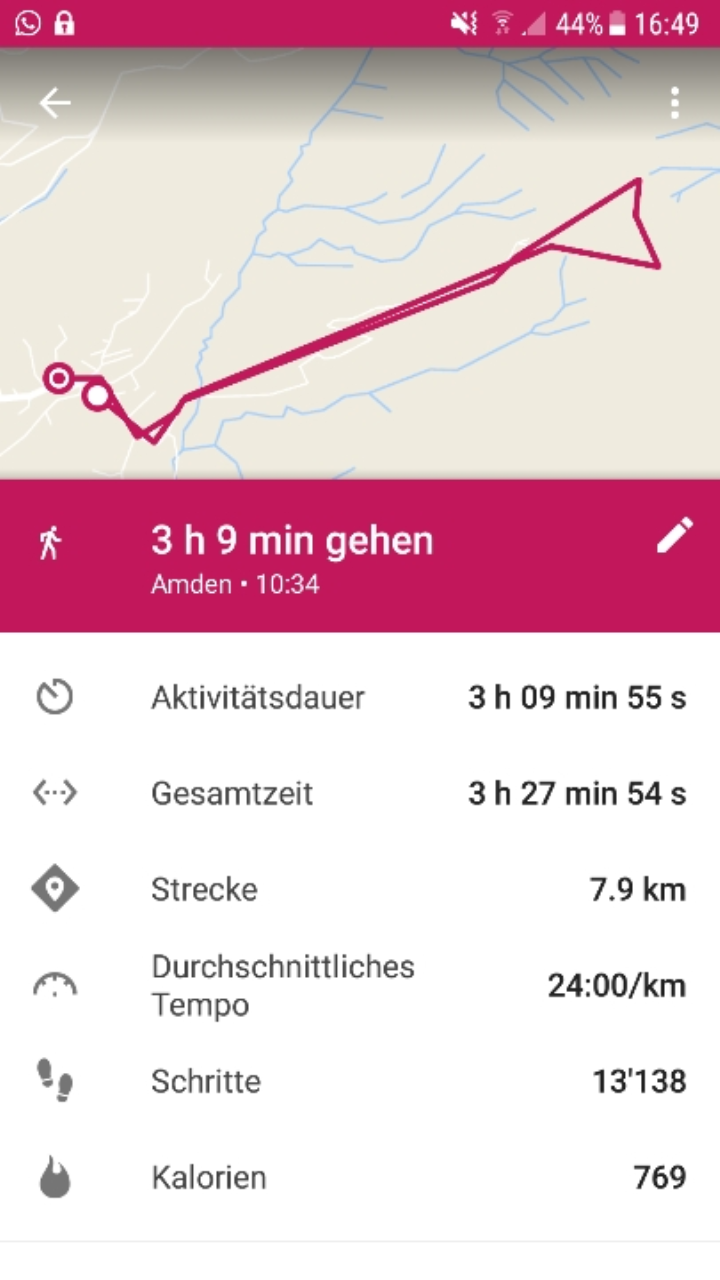 44% 16:49
3 h 9 min gehen
Amden • 10:34
Aktivitätsdauer 3 h 09 min 55 s
Gesamtzeit 3 h 27 min 54 s
Strecke 7.9 km
Durchschnittliches
Tempo 24:00/km
Schritte 13'138
Kalorien 769